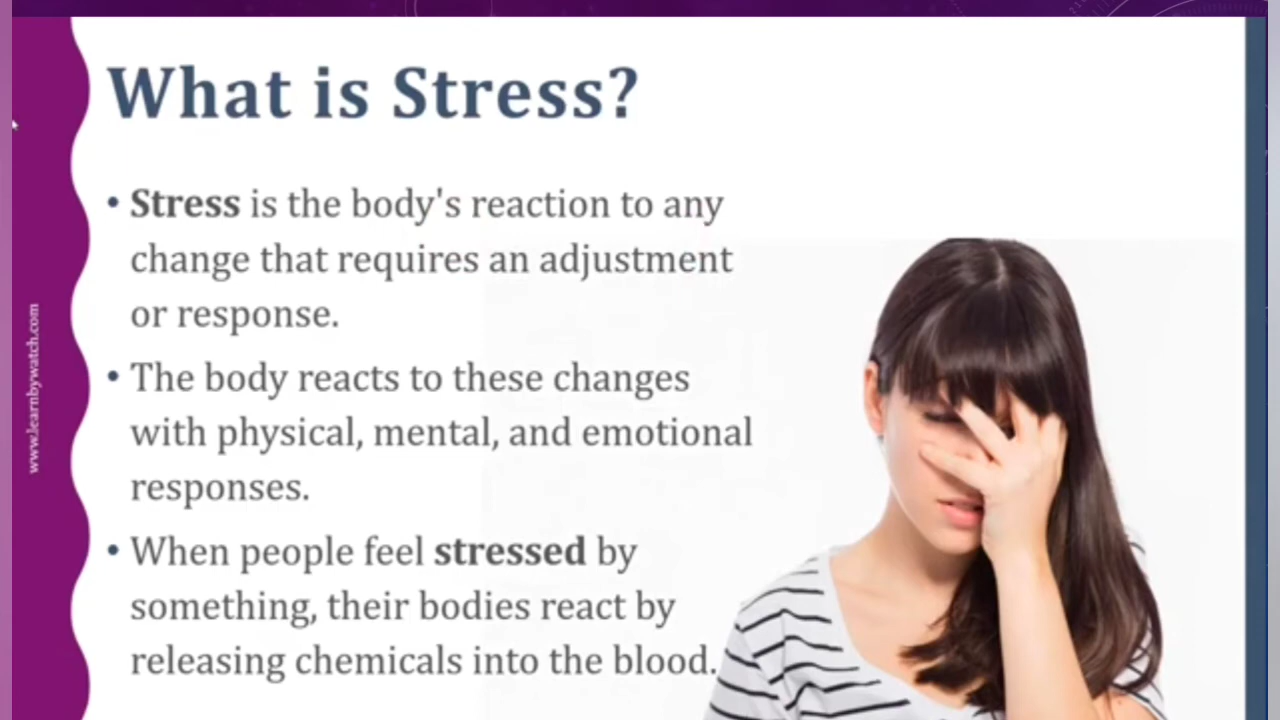 What is Stress?
• Stress is the body's reaction to any
change that requires an adjustment
or response.
• The body reacts to these changes
with physical, mental, and emotional
responses.
• When people feel stressed by
something, their bodies react by
releasing chemicals into the blood.
www.learnbywatch.com